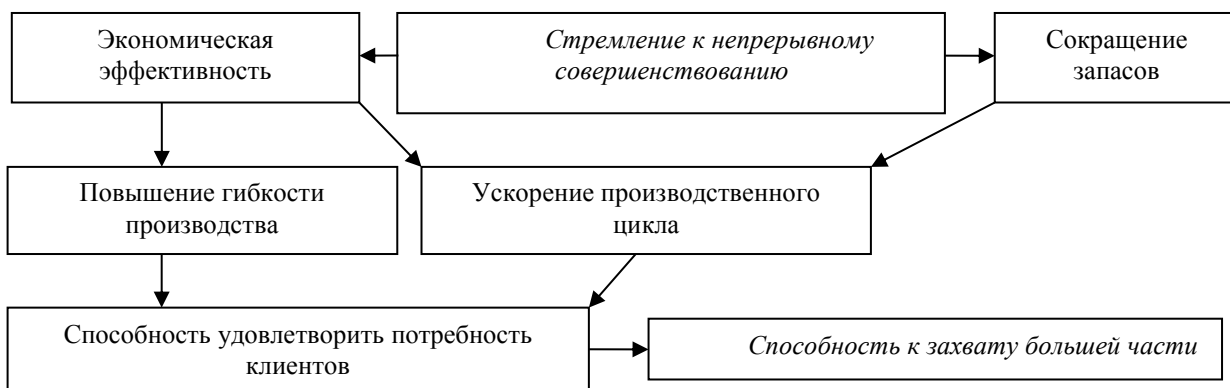 Экономическая
эффективность
Стремление к непрерывному
совершенствованию
Сокращение
запасов
Повышение гибкости
производства
Ускорение производственного
цикла
Способность удовлетворить потребность
клиентов
Способность к захвату большей части